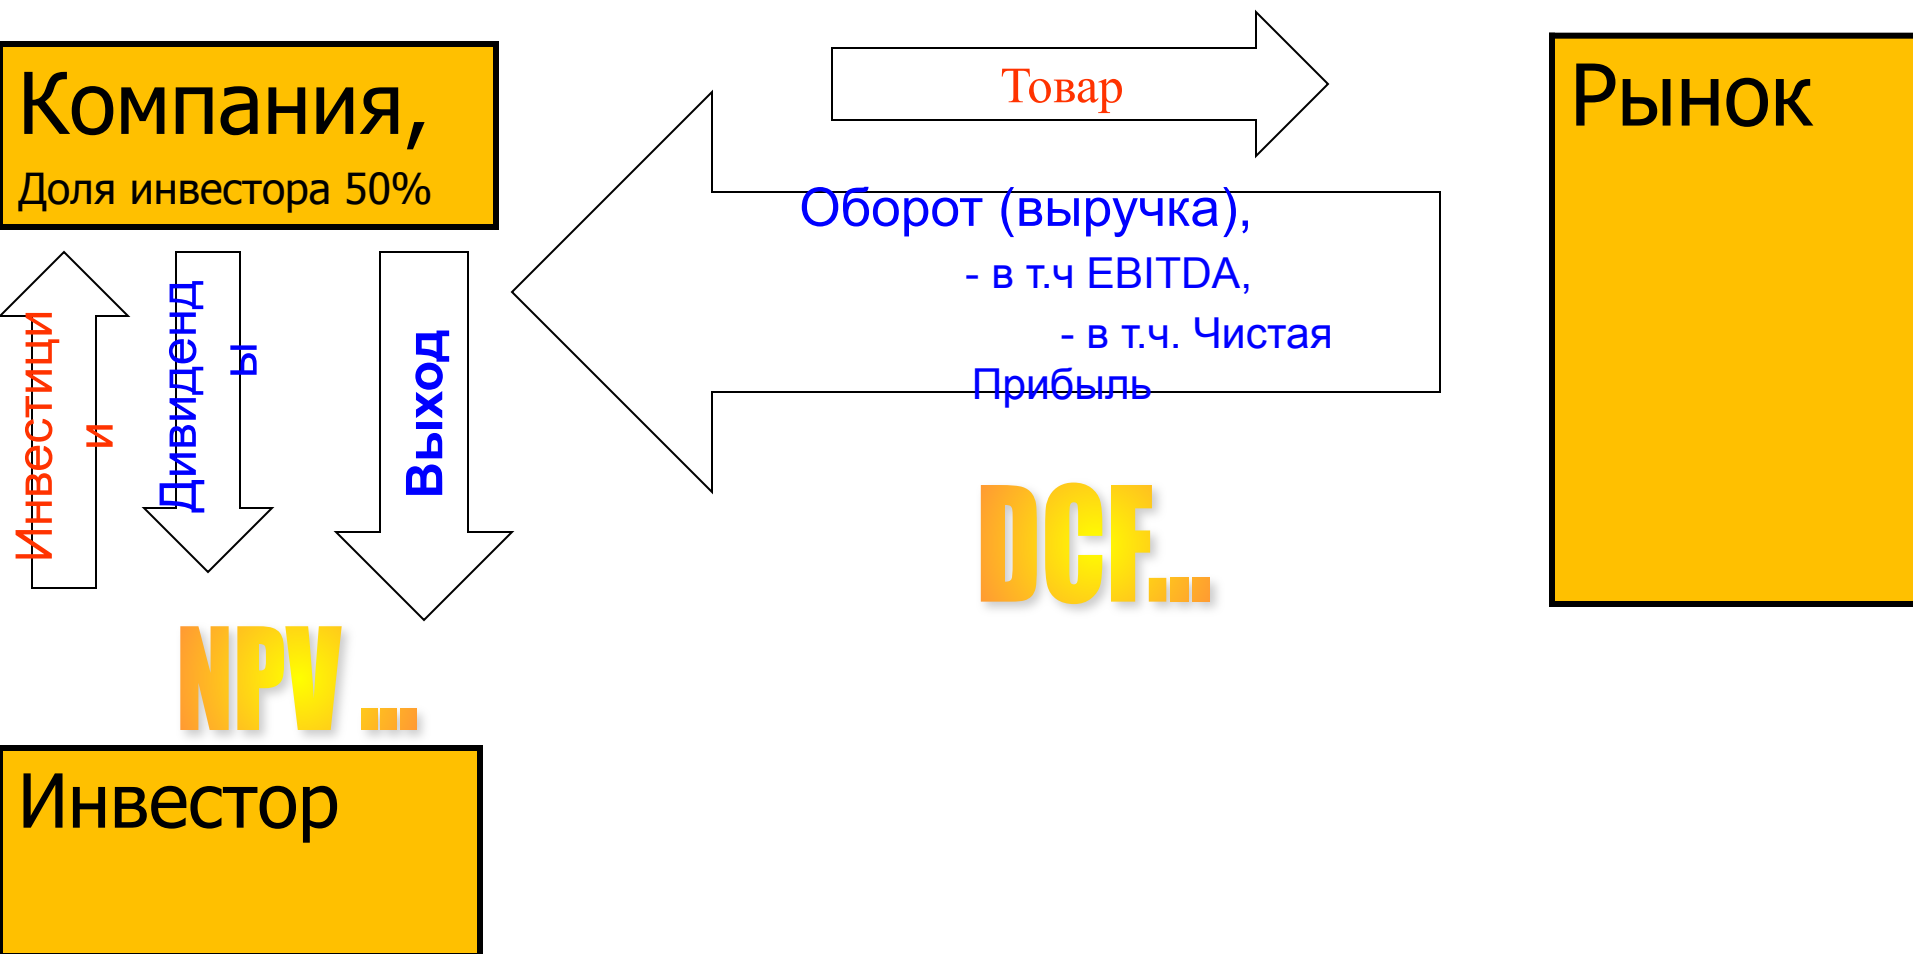 Компания,
Доля инвестора 50%
Товар
Рынок
Оборот (выручка),
- в т.ч EBITDA,
- в т.ч. Чистая
Прибыль
Инвестици
и
Дивиденд
ы
Выход
DCF...
NPV ...
Инвестор